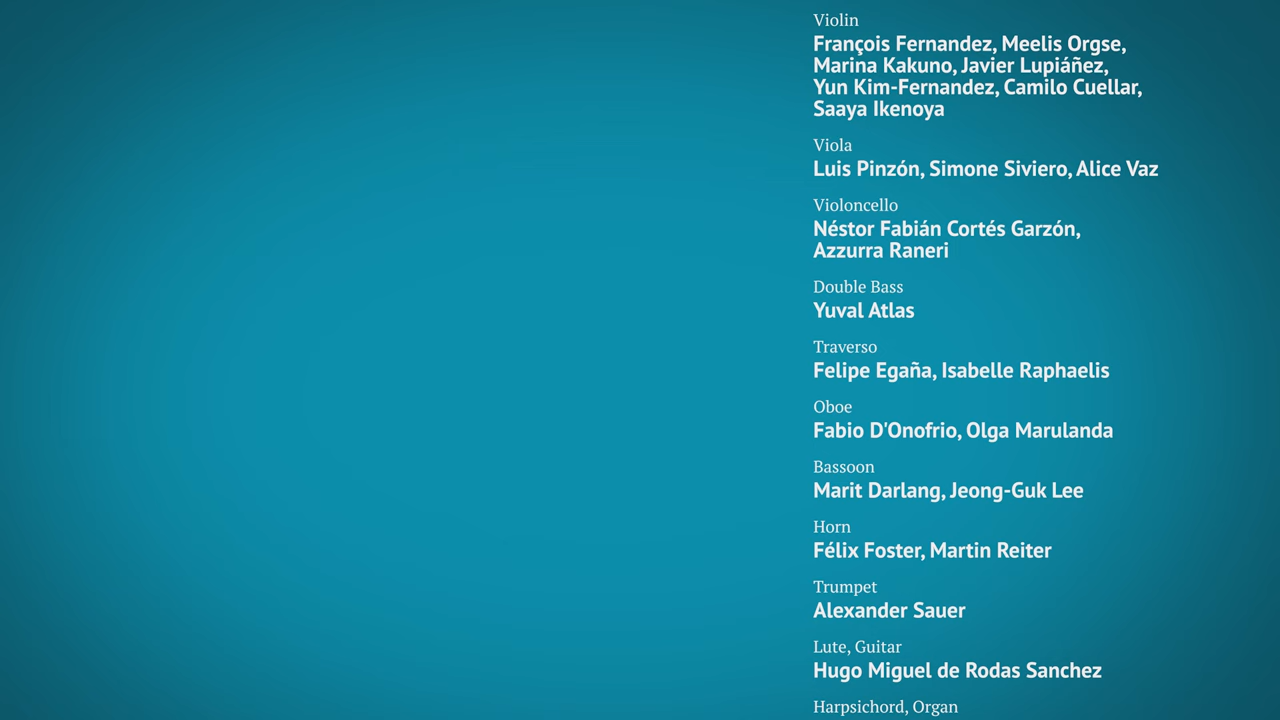 Violin
François Fernandez, Meelis Orgse,
Marina Kakuno, Javier Lupiáñez,
Yun Kim-Fernandez, Camilo Cuellar,
Saaya Ikenoya
Viola
Luis Pinzón, Simone Siviero, Alice Vaz
Violoncello
Néstor Fabián Cortés Garzón,
Azzurra Raneri
Double Bass
Yuval Atlas
Traverso
Felipe Egaña, Isabelle Raphaelis
Oboe
Fabio D'Onofrio, Olga Marulanda
Bassoon
Marit Darlang, Jeong-Guk Lee
Horn
Félix Foster, Martin Reiter
Trumpet
Alexander Sauer
Lute, Guitar
Hugo Miguel de Rodas Sanchez
Harpsichord, Organ